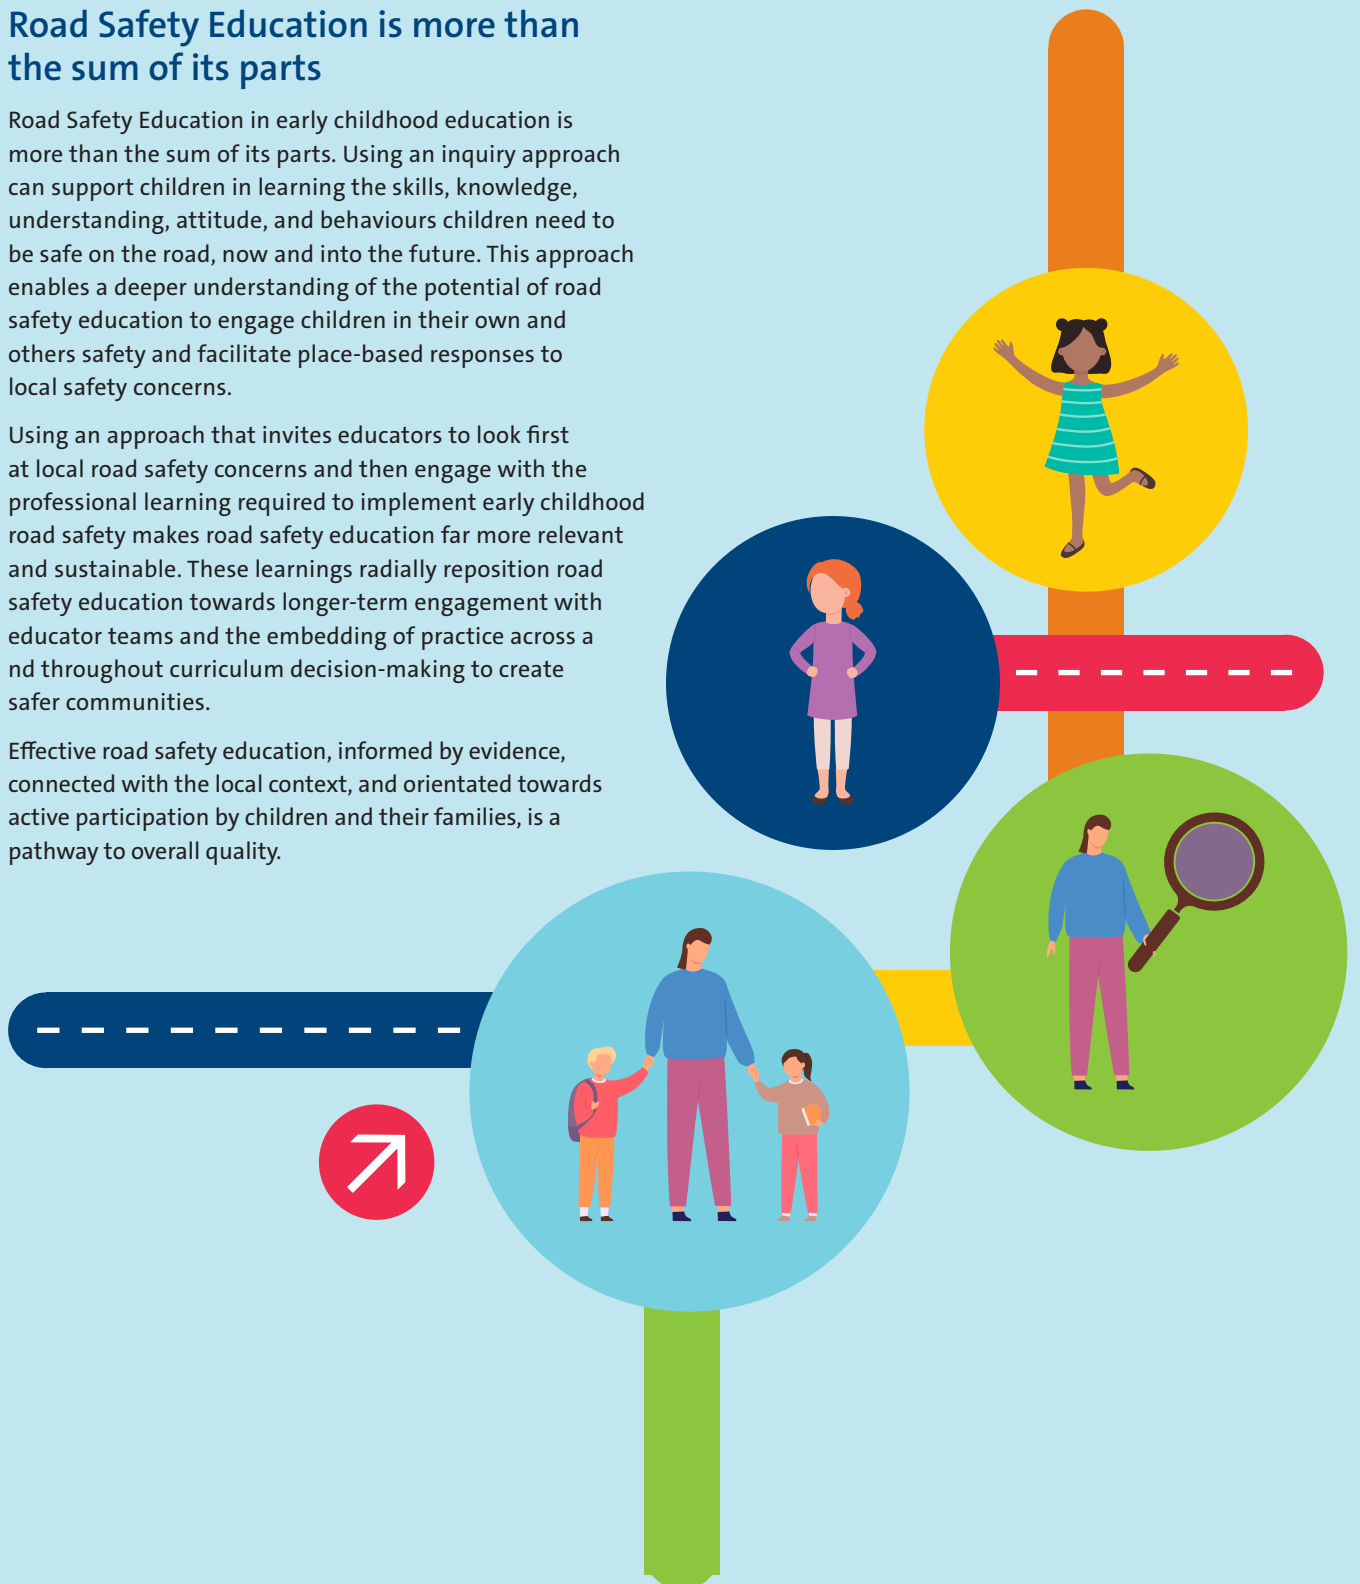 Road Safety Education is more than
the sum of its parts
Road Safety Education in early childhood education is
more than the sum of its parts. Using an inquiry approach
can support children in learning the skills, knowledge,
understanding, attitude, and behaviours children need to
be safe on the road, now and into the future. This approach
enables a deeper understanding of the potential of road
safety education to engage children in their own and
others safety and facilitate place-based responses to
local safety concerns.
Using an approach that invites educators to look first
at local road safety concerns and then engage with the
professional learning required to implement early childhood
road safety makes road safety education far more relevant
and sustainable. These learnings radially reposition road
safety education towards longer-term engagement with
educator teams and the embedding of practice across a
nd throughout curriculum decision-making to create
safer communities.
Effective road safety education, informed by evidence,
connected with the local context, and orientated towards
active participation by children and their families, is a
pathway to overall quality.